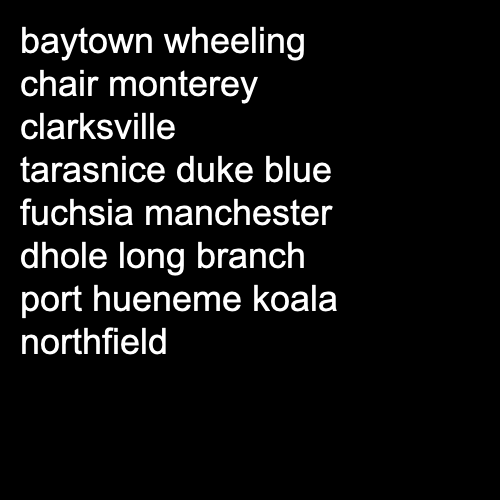 baytown wheeling
chair monterey
clarksville
tarasnice duke blue
fuchsia manchester
dhole long branch
port hueneme koala
northfield